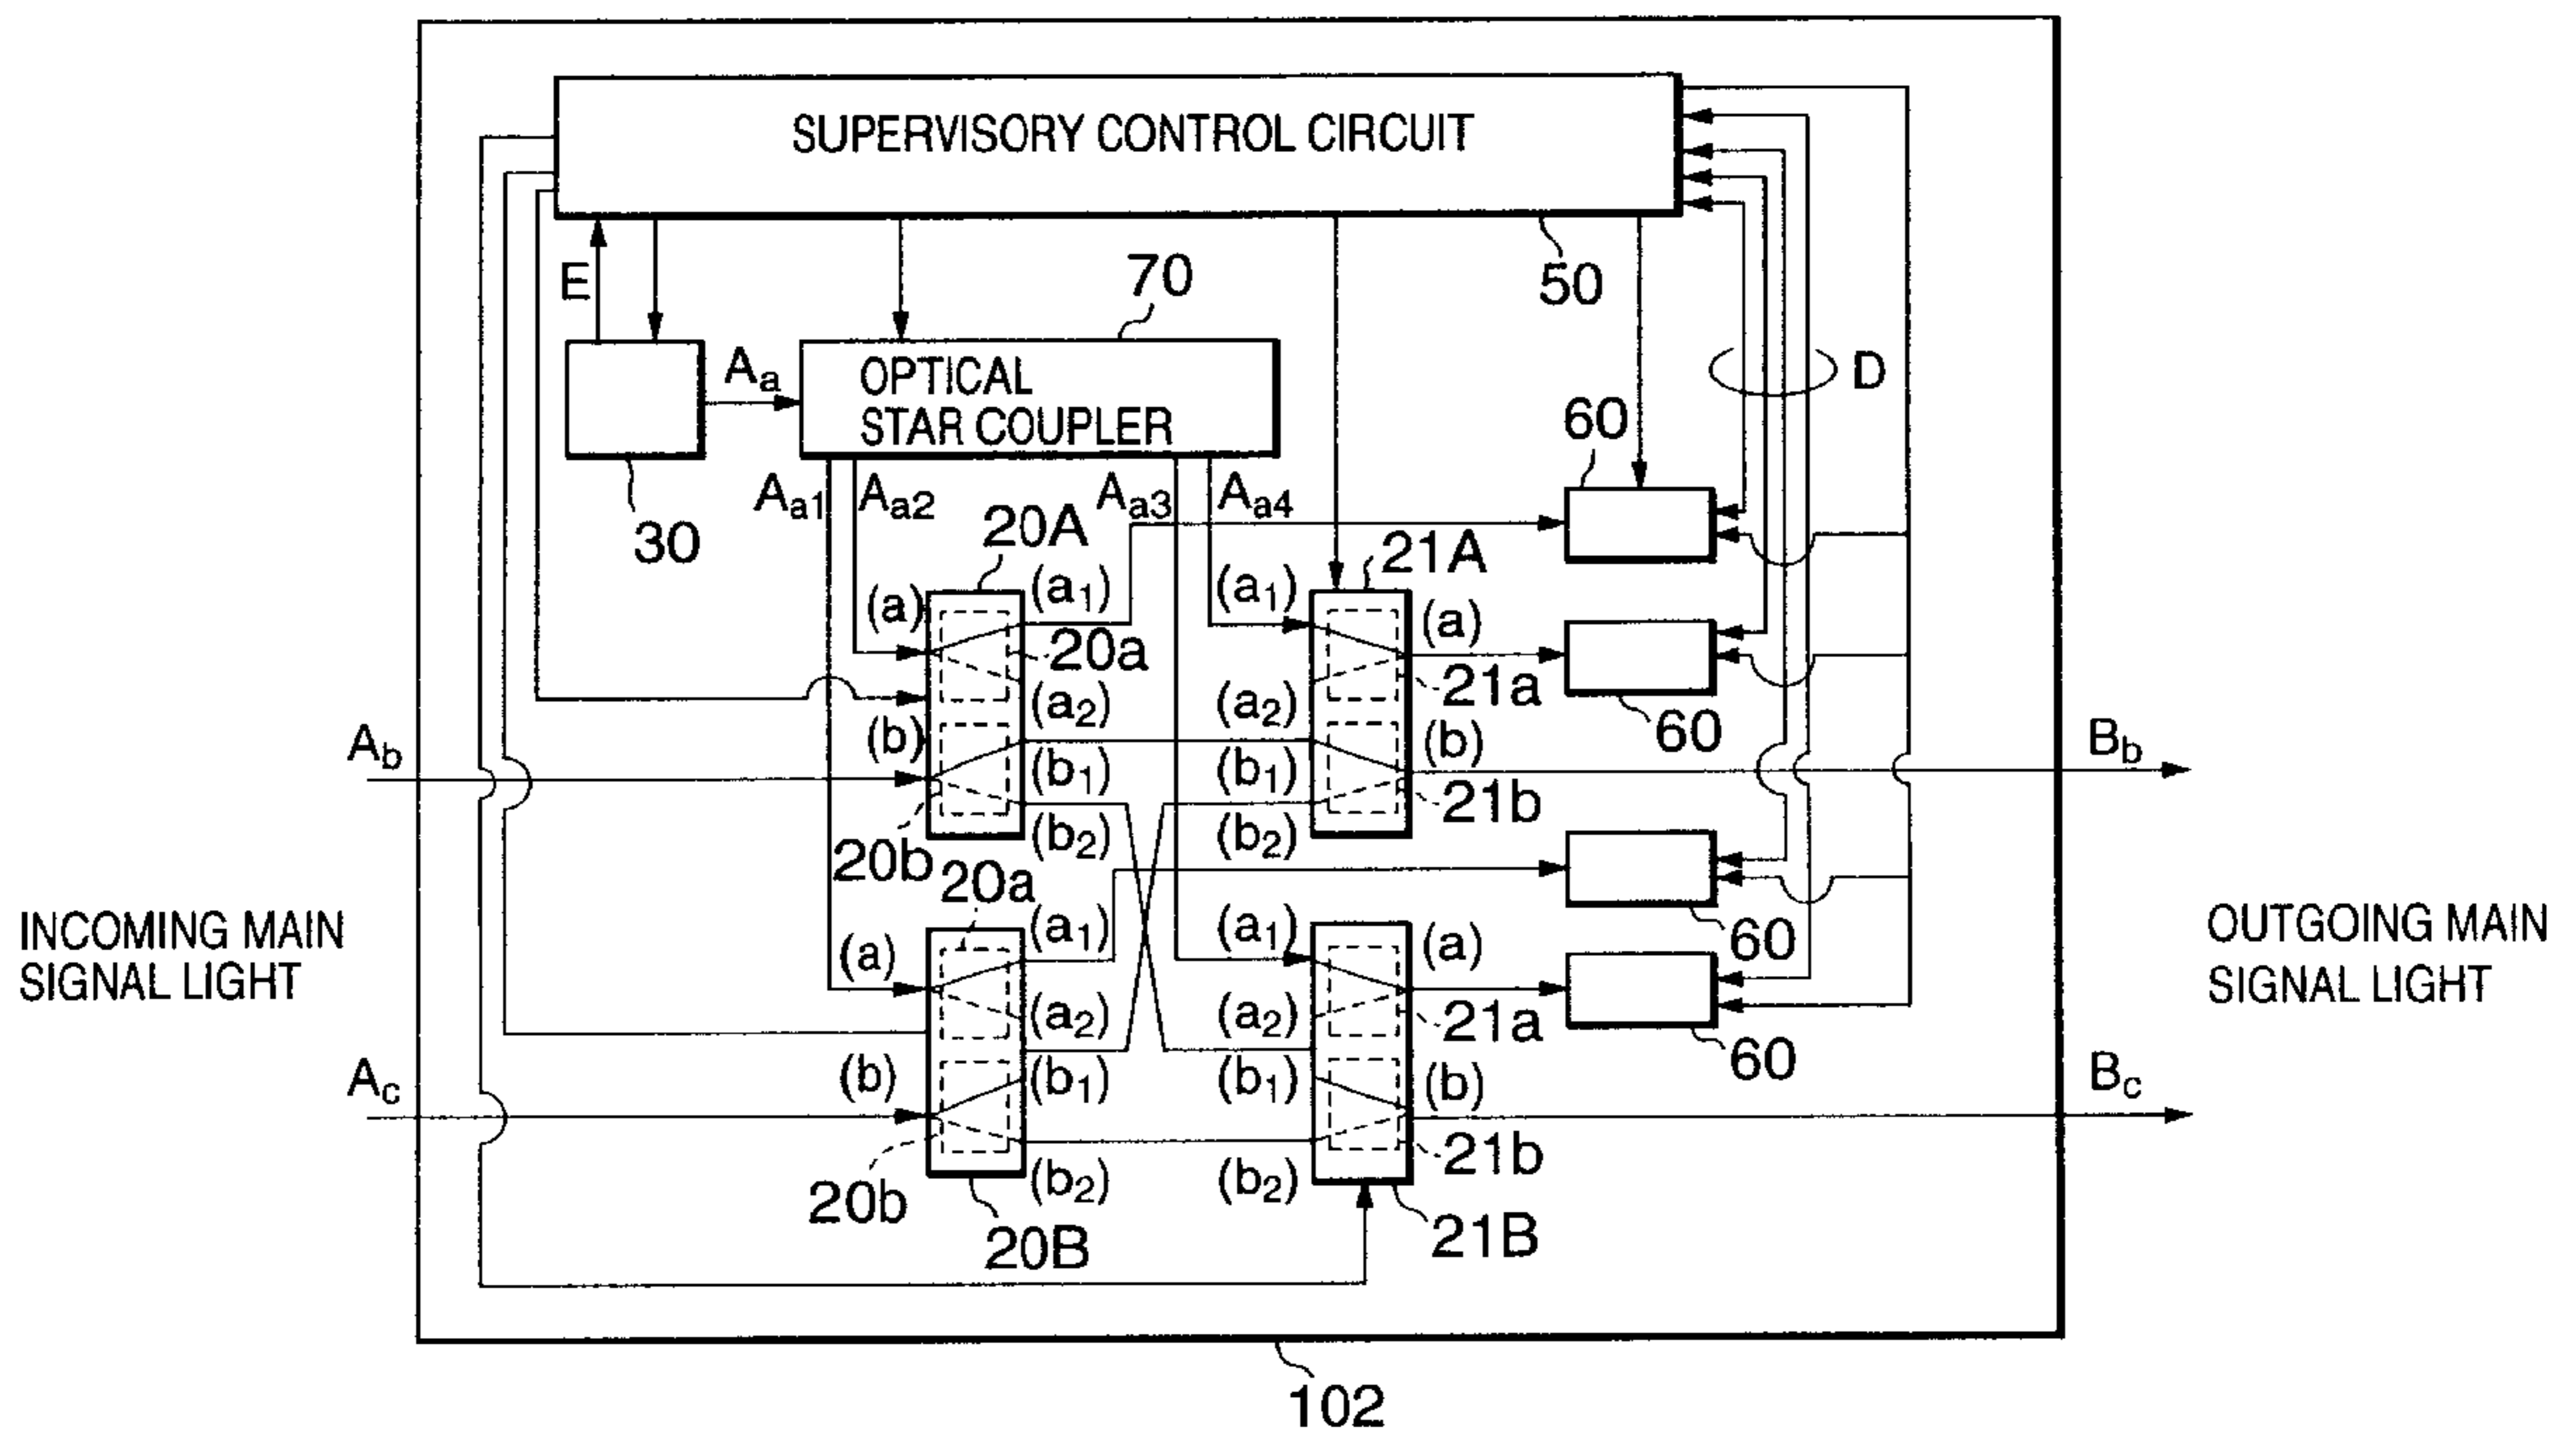 SUPERVISORY CONTROL CIRCUIT
E
70
50
Aa
OPTICAL
STAR COUPLER
D
60
Aa1
Aa2
Aa3
Aa4
30
20A
21A
(a)
(a1)
(a1)
(a)
20a
21a
(a2)
(a2)
60
Ab
(b)
(b1)
(b1)
(b)
Bb
21b
20b
(b2)
(b2)
20a
INCOMING MAIN
SIGNAL LIGHT
(a)
(a1)
(a1)
(a)
60
OUTGOING MAIN
SIGNAL LIGHT
(a2)
(a2)
21a
60
Ac
(b)
(b1)
(b1)
(b)
Bc
21b
20b
(b2)
(b2)
20B
21B
102